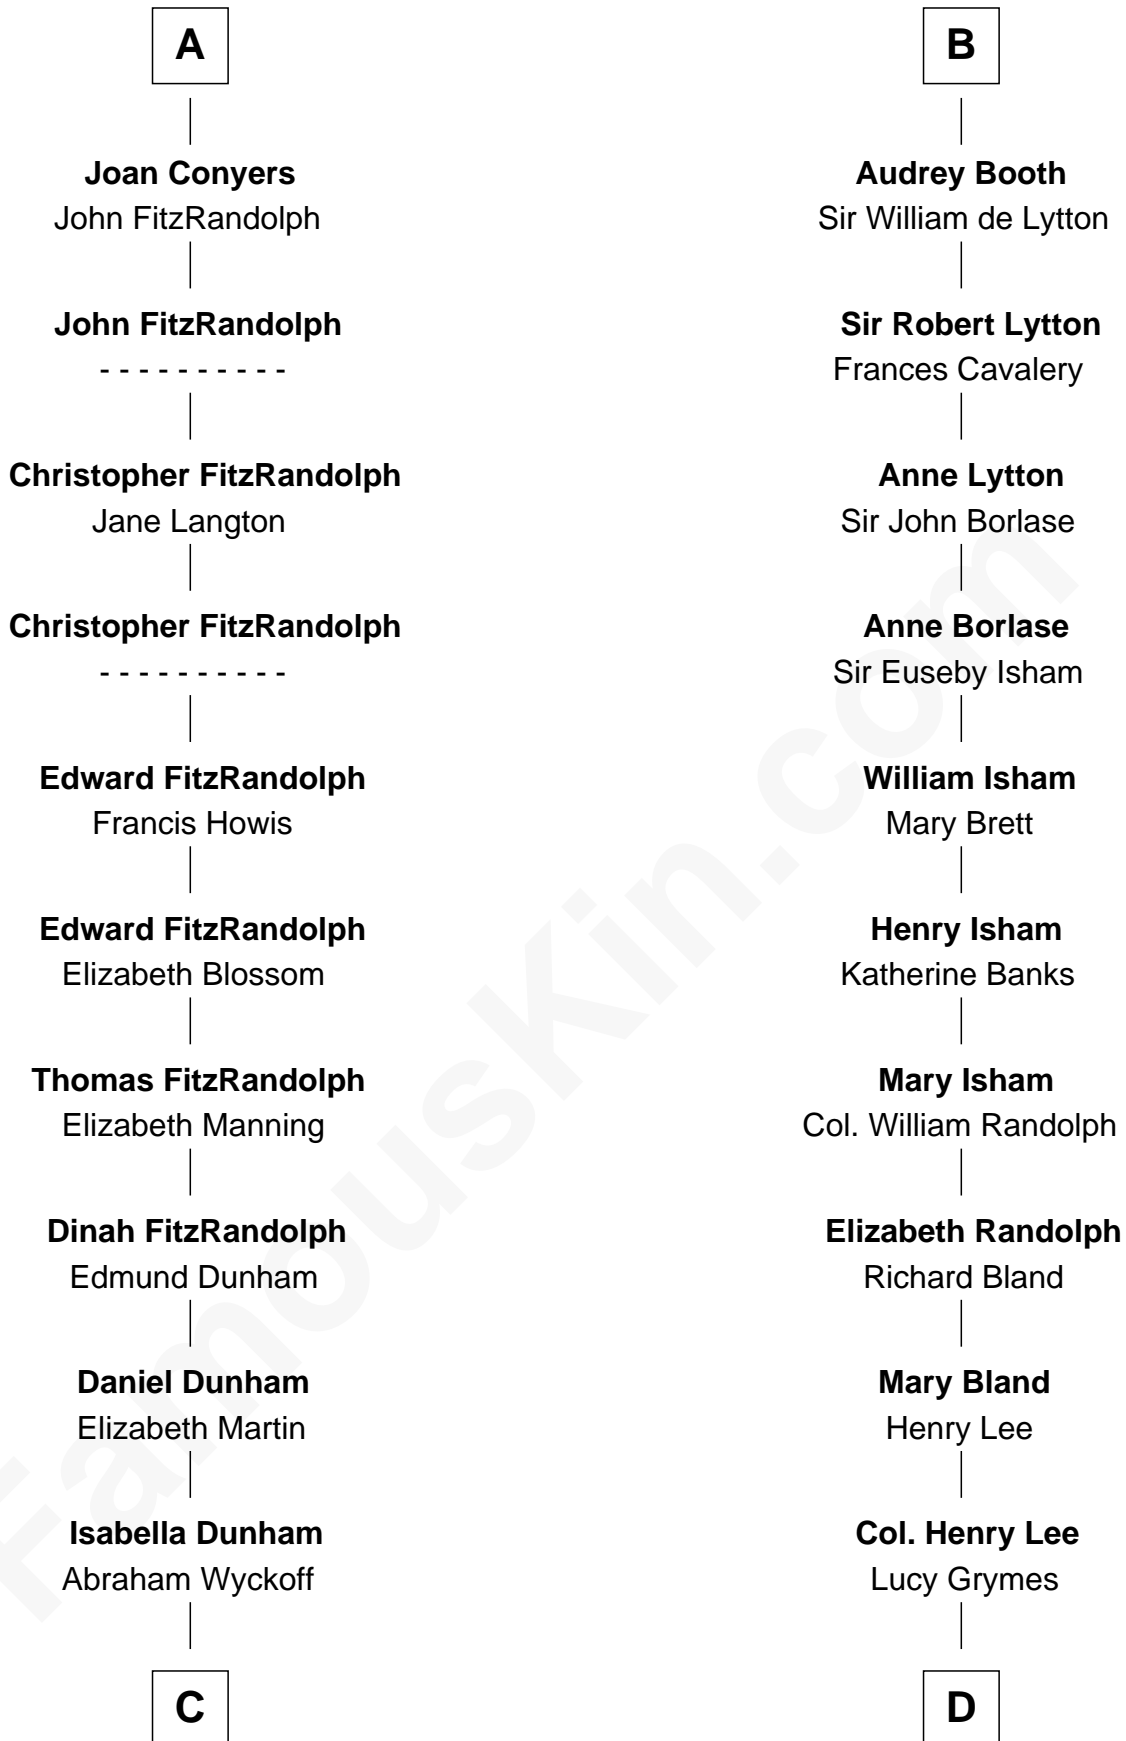 A
Joan Conyers
John FitzRandolph
John FitzRandolph
- - - - - - - - - -
Christopher FitzRandolph
Jane Langton
Christopher FitzRandolph
- - - - - - - - - -
Edward FitzRandolph
Francis Howis
Edward FitzRandolph
Elizabeth Blossom
Thomas FitzRandolph
Elizabeth Manning
Dinah FitzRandolph
Edmund Dunham
Daniel Dunham
Elizabeth Martin
Isabella Dunham
Abraham Wyckoff
C
B
Audrey Booth
Sir William de Lytton
Sir Robert Lytton
Frances Cavalery
Anne Lytton
Sir John Borlase
Anne Borlase
Sir Euseby Isham
William Isham
Mary Brett
Henry Isham
Katherine Banks
Mary Isham
Col. William Randolph
Elizabeth Randolph
Richard Bland
Mary Bland
Henry Lee
Col. Henry Lee
Lucy Grymes
D
FamousKin.com